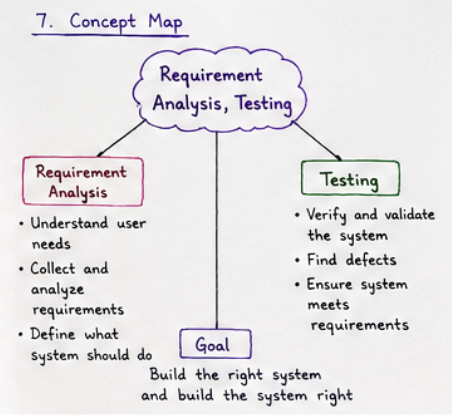 7. Concept Map
Requirement
Analysis, Testing
Requirement
Analysis
• Understand user
needs
• Collect and
analyze
requirements
• Define what
system should do
Testing
• Verify and validate
the system
• Find defects
• Ensure system
meets
requirements
Goal
Build the right system
and build the system right